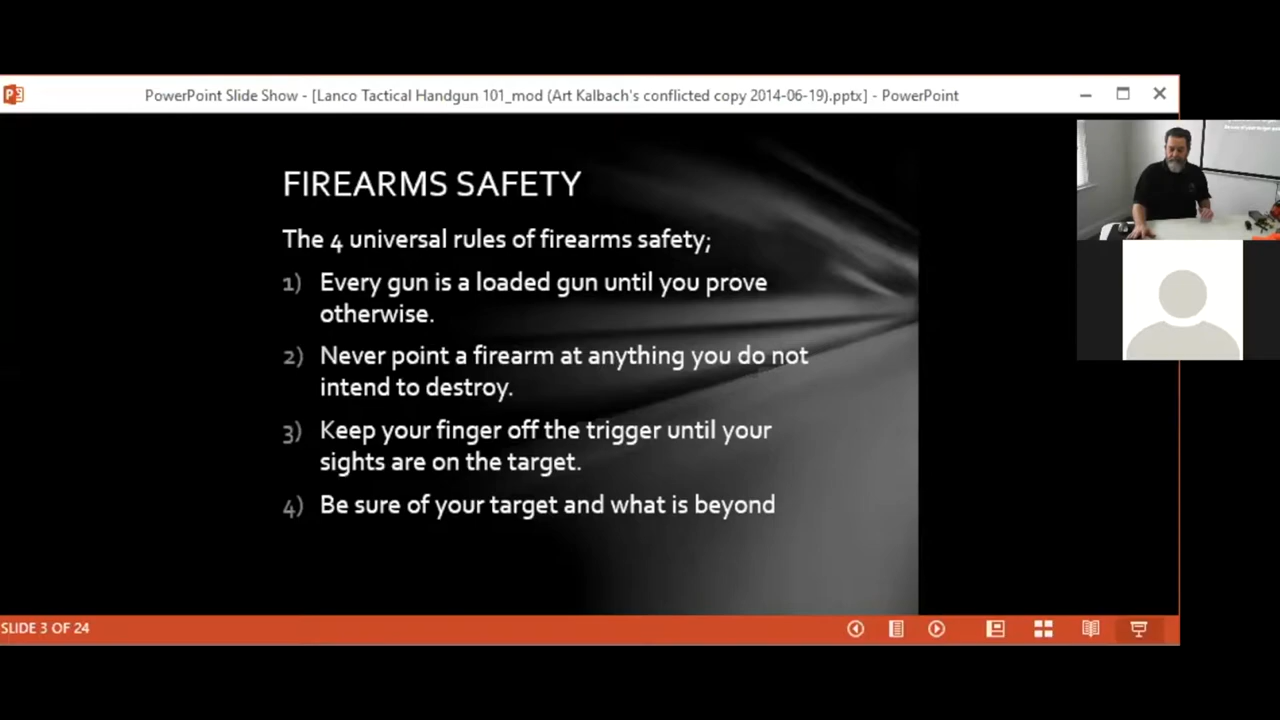 PowerPoint Slide Show - [Lanco Tactical Handgun 101_mod (Art Kalbach's conflicted copy 2014-06-19).pptx] - PowerPoint
FIREARMS SAFETY
The 4 universal rules of firearms safety;
1) Every gun is a loaded gun until you prove
otherwise.
2) Never point a firearm at anything you do not
intend to destroy.
3) Keep your finger off the trigger until your
sights are on the target.
4) Be sure of your target and what is beyond
SLIDE 3 OF 24